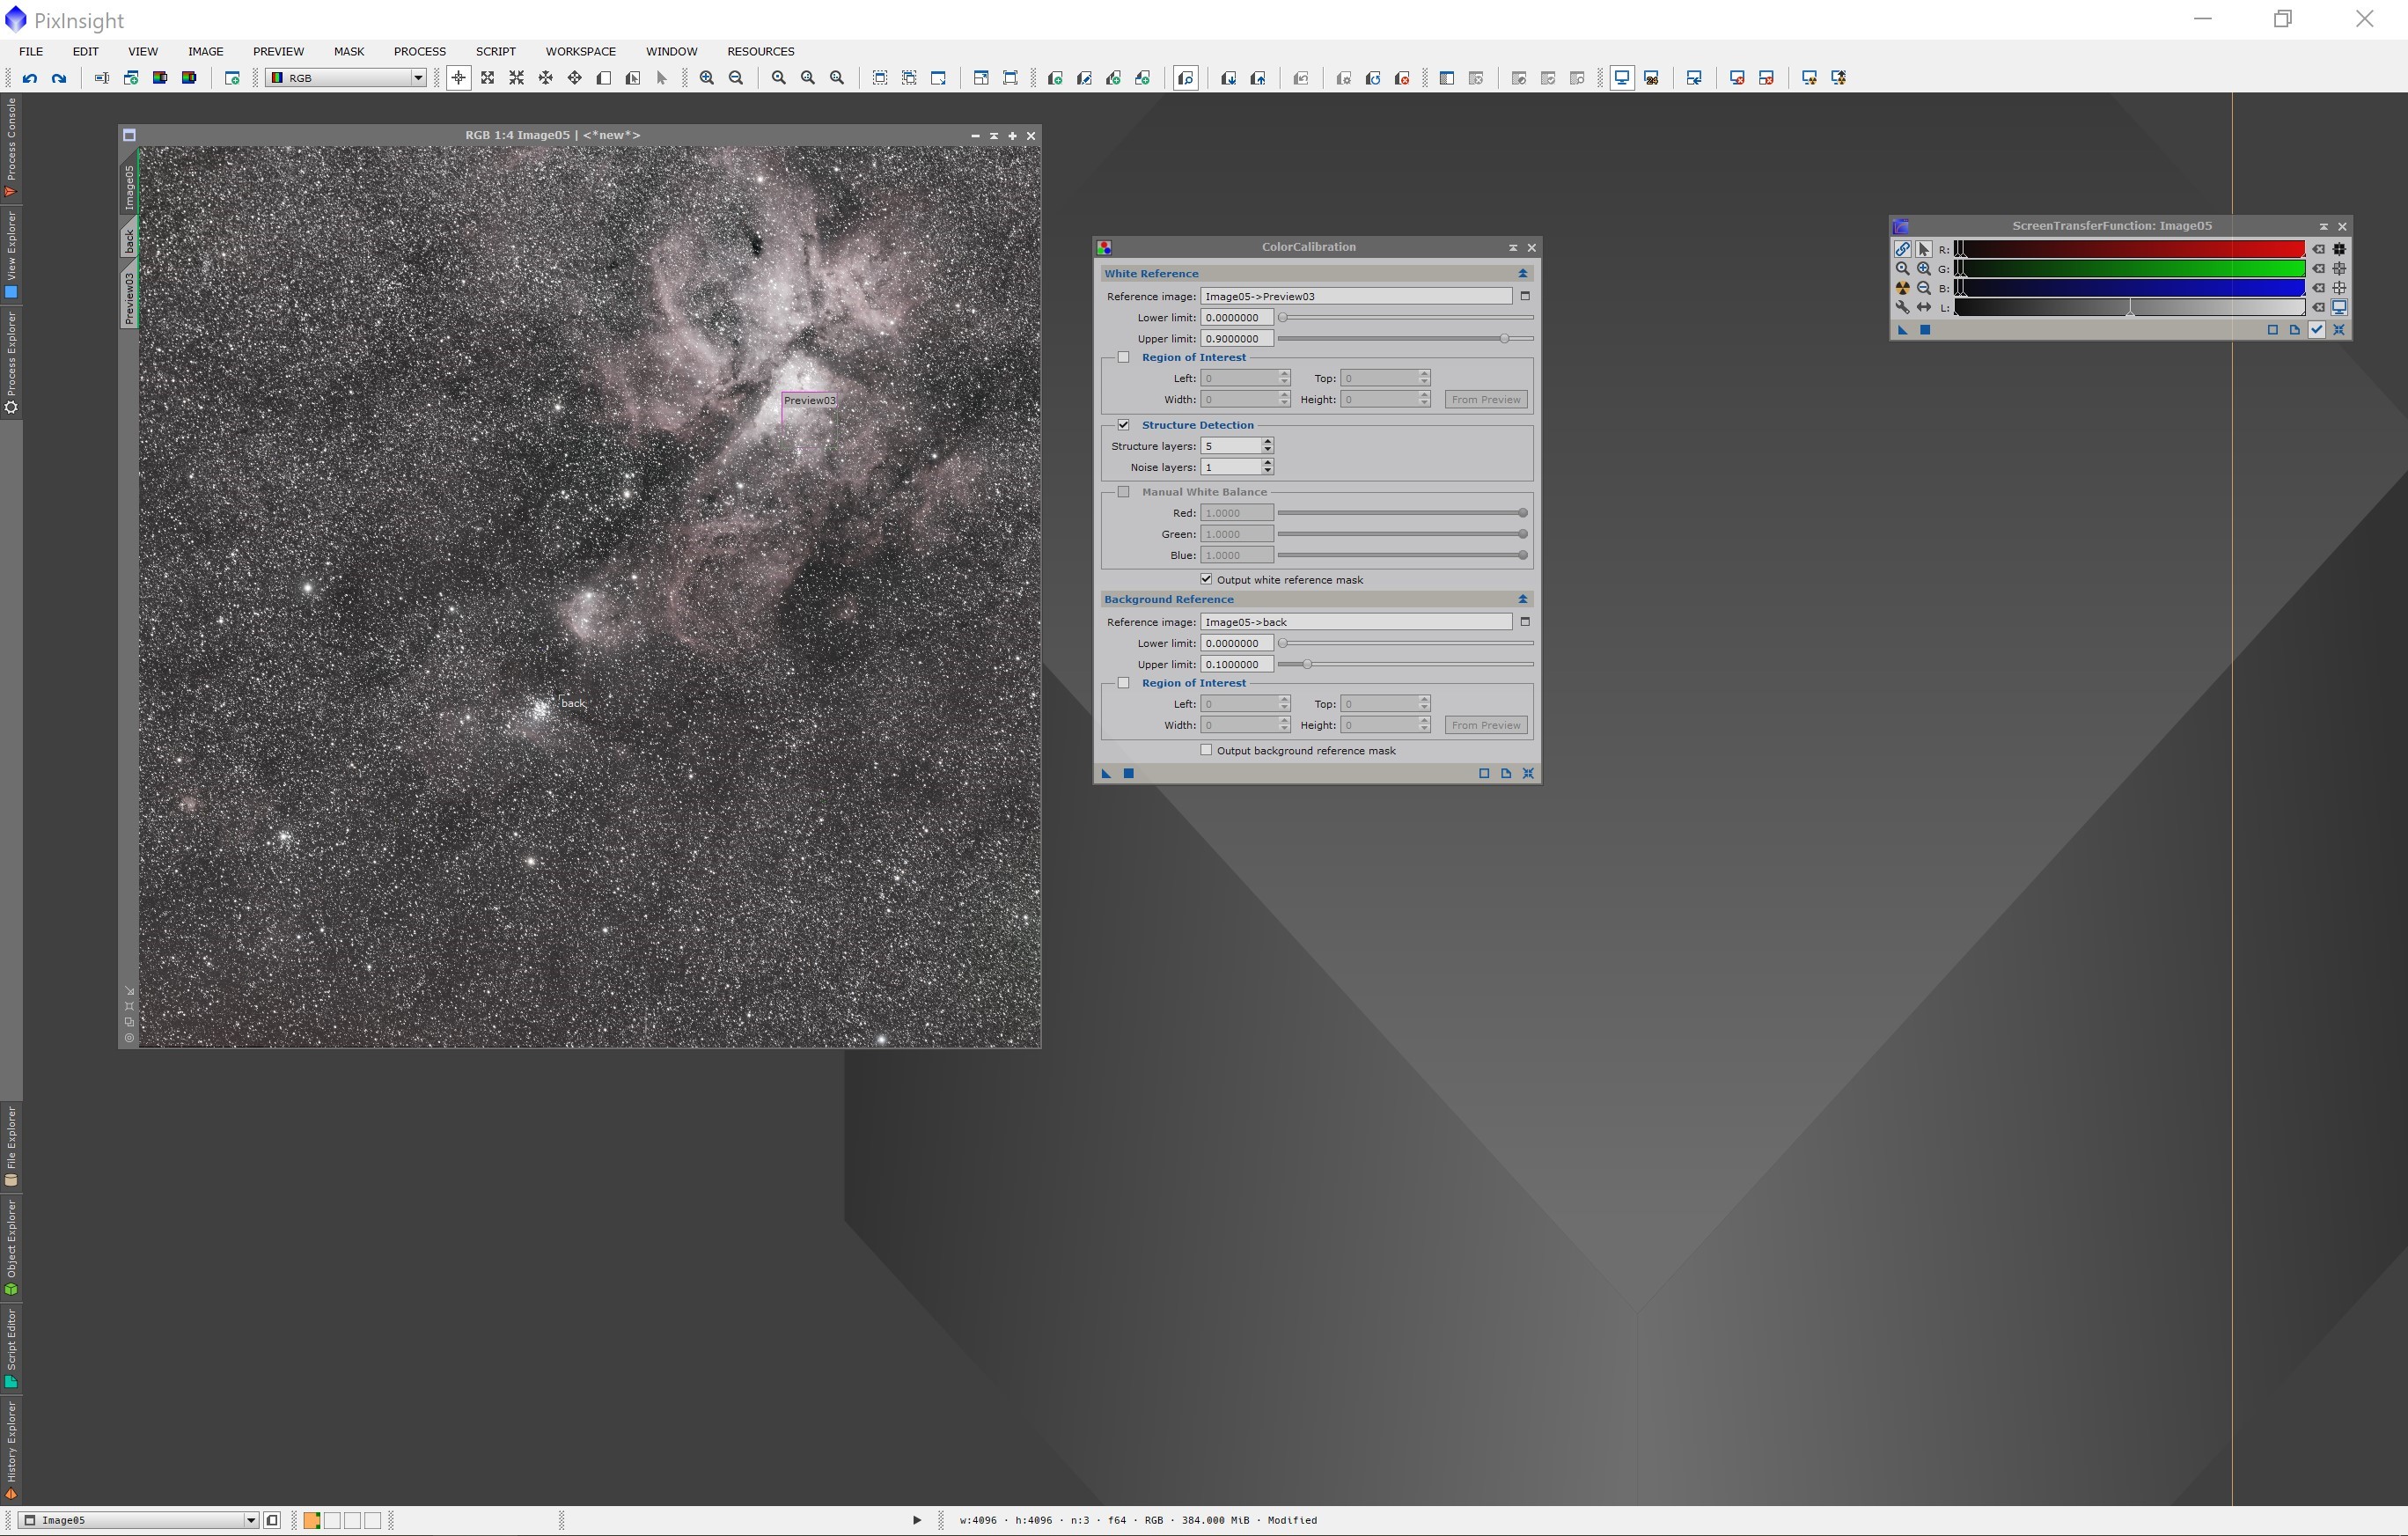 PixInsight
FILE EDIT VIEW IMAGE PREVIEW MASK PROCESS SCRIPT WORKSPACE WINDOW RESOURCES
RGB
Process Console
View Explorer
Process Explorer
File Explorer
Object Explorer
Script Editor
History Explorer
RGB 1:4 Image05 | <*new*>
Image05
back
Preview03
Preview03
back
ColorCalibration
White Reference
Reference image: Image05->Preview03
Lower limit: 0.0000000
Upper limit: 0.9000000
Region of Interest
Left: 0 Top: 0
Width: 0 Height: 0 From Preview
Structure Detection
Structure layers: 5
Noise layers: 1
Manual White Balance
Red: 1.0000
Green: 1.0000
Blue: 1.0000
Output white reference mask
Background Reference
Reference image: Image05->back
Lower limit: 0.0000000
Upper limit: 0.1000000
Region of Interest
Left: 0 Top: 0
Width: 0 Height: 0 From Preview
Output background reference mask
ScreenTransferFunction: Image05
R:
G:
B:
L:
Image05
w:4096 · h:4096 · n:3 · f64 · RGB · 384.000 MiB · Modified